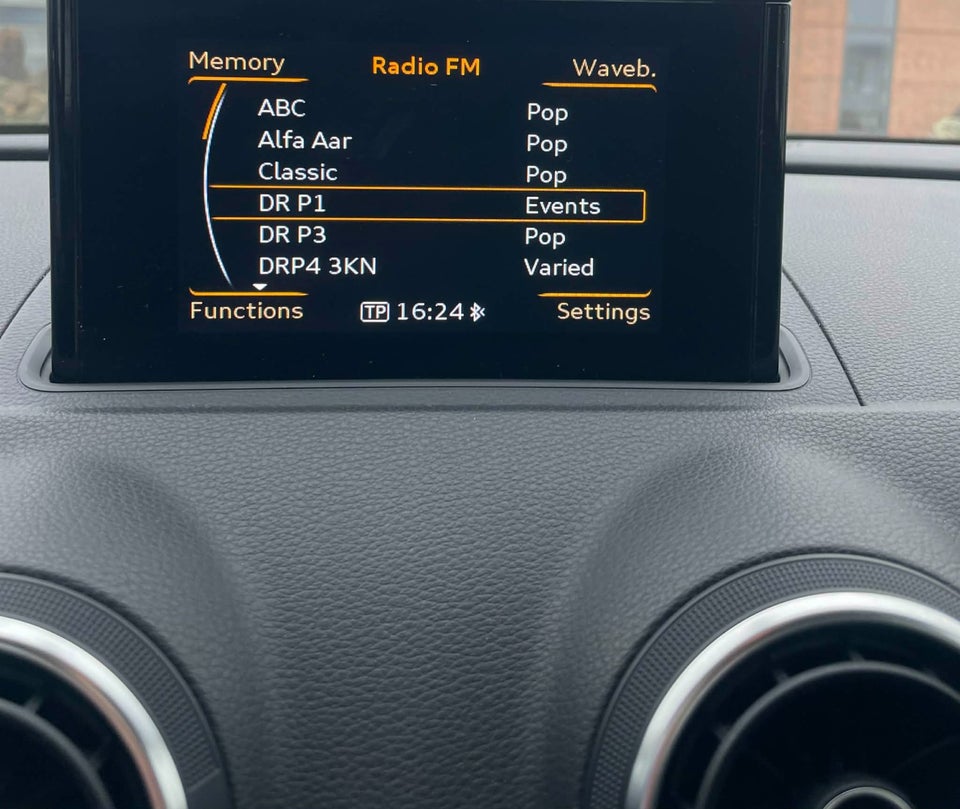 Memory Radio FM Waveb.
ABC Pop
Alfa Aar Pop
Classic Pop
DR P1 Events
DR P3 Pop
DRP4 3KN Varied
Functions TP 16:24 Settings